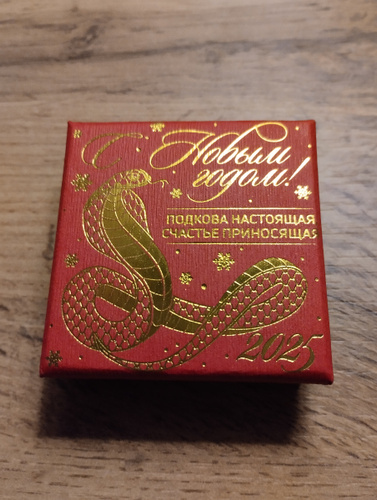 С Новым
годом!
ПОДКОВА НАСТОЯЩАЯ
СЧАСТЬЕ ПРИНОСЯЩАЯ
2025